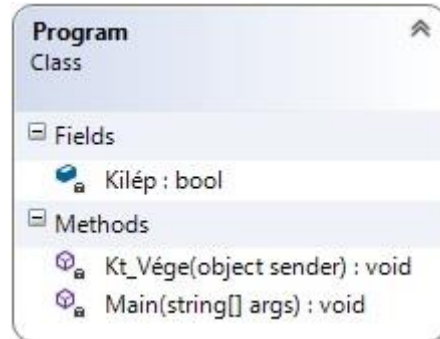 Program
Class
Fields
Kilép : bool
Methods
Kt_Vége(object sender) : void
Main(string[] args) : void